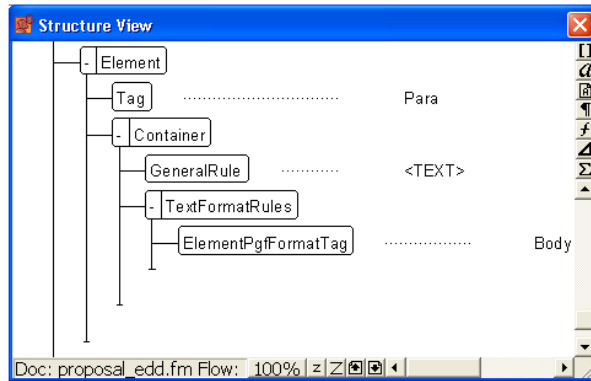 Structure View
- Element
Tag Para
- Container
GeneralRule <TEXT>
- TextFormatRules
ElementPgfFormatTag Body
Doc: proposal_edd.fm Flow: 100% z Z